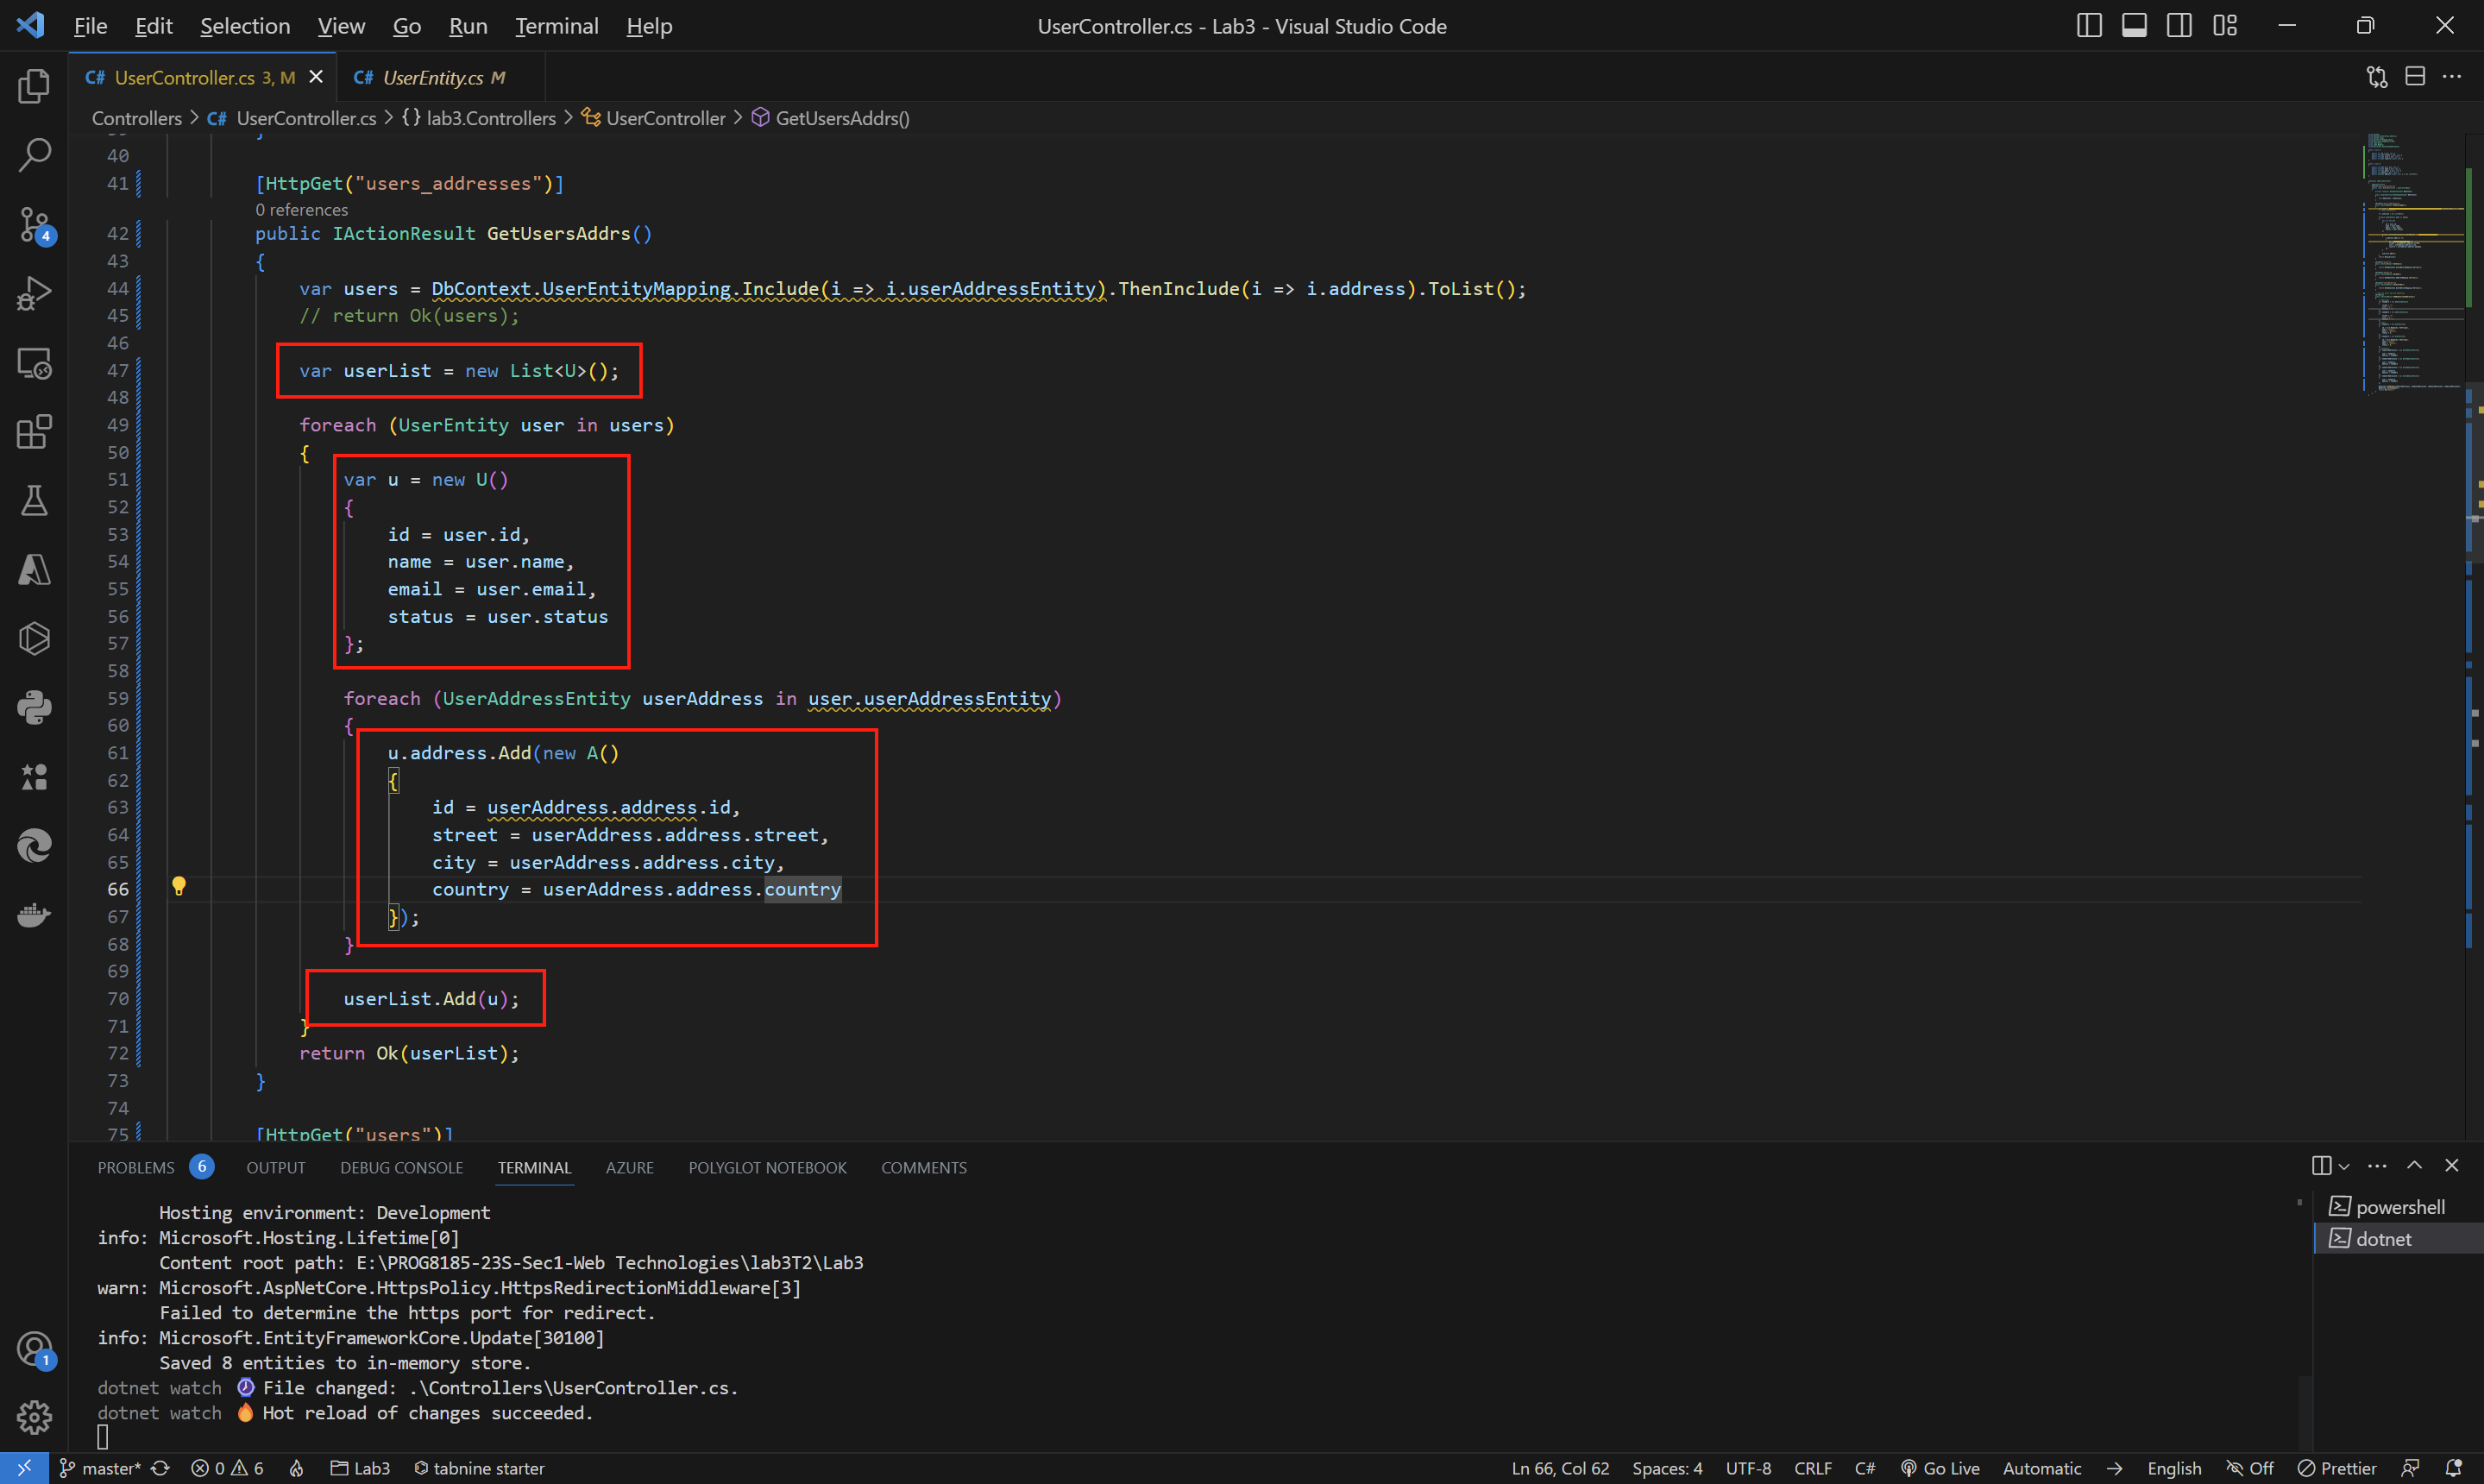 File Edit Selection View Go Run Terminal Help
UserController.cs - Lab3 - Visual Studio Code
C# UserController.cs 3, M
C# UserEntity.cs M
Controllers > C# UserController.cs > {} lab3.Controllers > UserController > GetUsersAddrs()
40
41 [HttpGet("users_addresses")]
0 references
42 public IActionResult GetUsersAddrs()
43 {
44 var users = DbContext.UserEntityMapping.Include(i => i.userAddressEntity).ThenInclude(i => i.address).ToList();
45 // return Ok(users);
46
47 var userList = new List<U>();
48
49 foreach (UserEntity user in users)
50 {
51 var u = new U()
52 {
53 id = user.id,
54 name = user.name,
55 email = user.email,
56 status = user.status
57 };
58
59 foreach (UserAddressEntity userAddress in user.userAddressEntity)
60 {
61 u.address.Add(new A()
62 {
63 id = userAddress.address.id,
64 street = userAddress.address.street,
65 city = userAddress.address.city,
66 country = userAddress.address.country
67 });
68 }
69
70 userList.Add(u);
71 }
72 return Ok(userList);
73 }
74
75 [HttpGet("users")]
4
1
PROBLEMS 6 OUTPUT DEBUG CONSOLE TERMINAL AZURE POLYGLOT NOTEBOOK COMMENTS
Hosting environment: Development
info: Microsoft.Hosting.Lifetime[0]
Content root path: E:\PROG8185-23S-Sec1-Web Technologies\lab3T2\Lab3
warn: Microsoft.AspNetCore.HttpsPolicy.HttpsRedirectionMiddleware[3]
Failed to determine the https port for redirect.
info: Microsoft.EntityFrameworkCore.Update[30100]
Saved 8 entities to in-memory store.
dotnet watch File changed: .\Controllers\UserController.cs.
dotnet watch Hot reload of changes succeeded.
powershell
dotnet
master* 0 6 Lab3 tabnine starter
Ln 66, Col 62 Spaces: 4 UTF-8 CRLF C# Go Live Automatic English Off Prettier